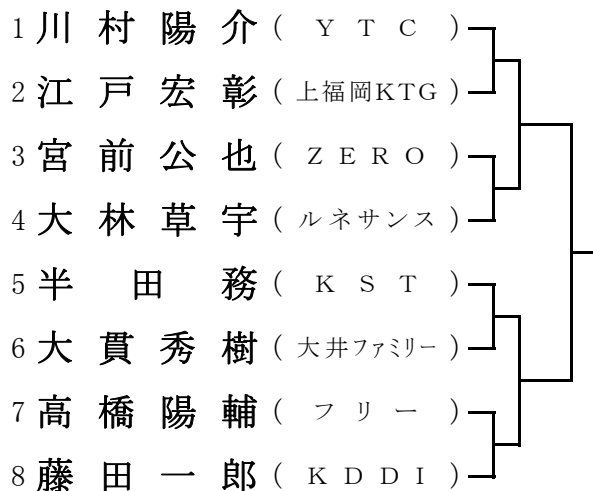 1 川村陽介 (YTC)
2 江戸宏彰 (上福岡KTG)
3 宮前公也 (ZERO)
4 大林草宇 (ルネサンス)
5 半田務 (KST)
6 大貫秀樹 (大井ファミリー)
7 高橋陽輔 (フリー)
8 藤田一郎 (KDDI)